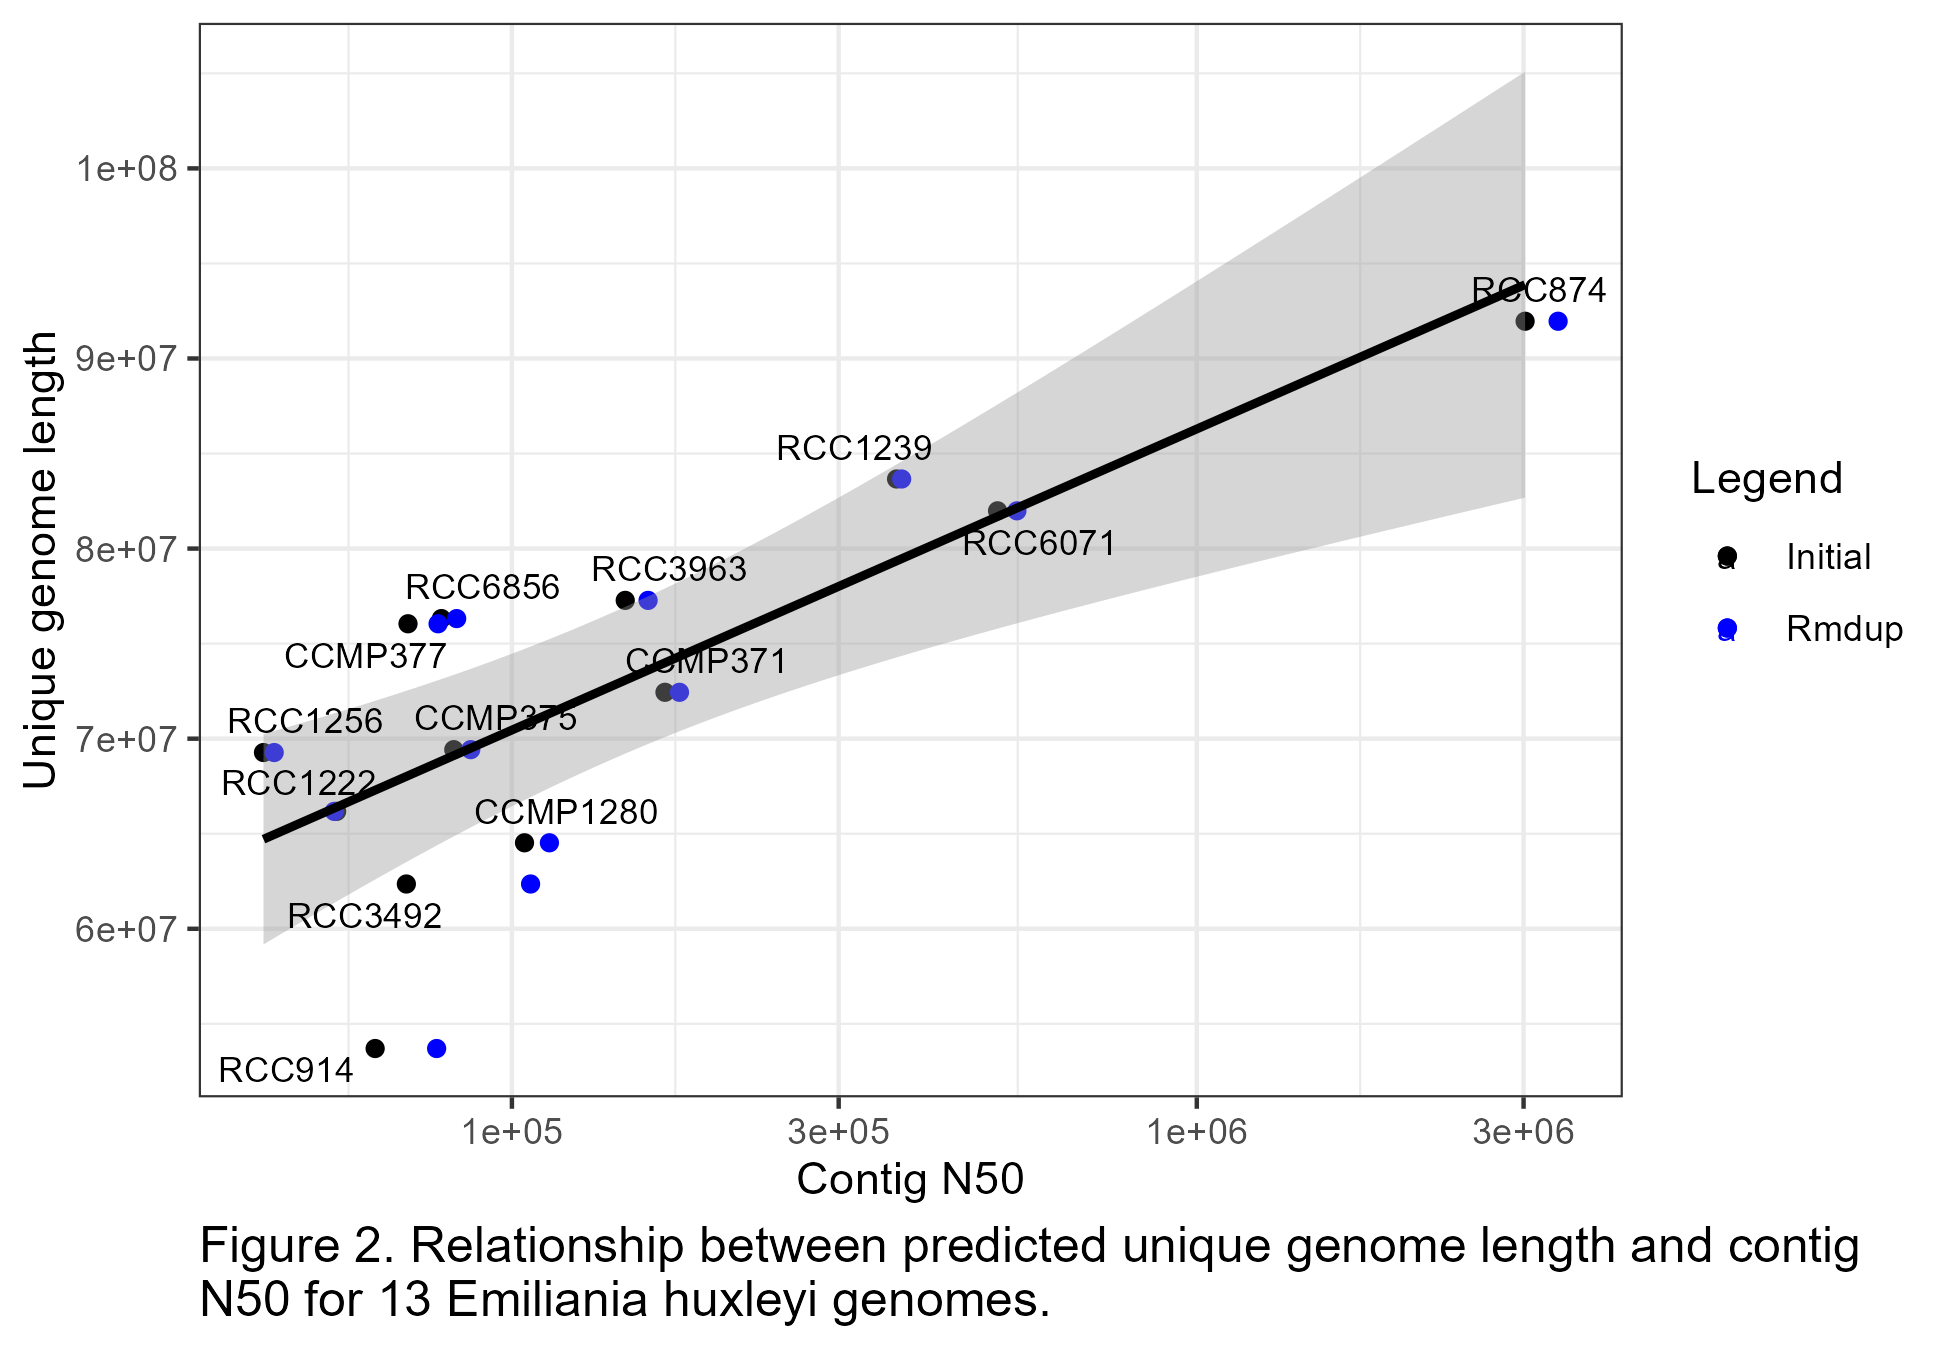 1e+08
9e+07
8e+07
7e+07
6e+07
Unique genome length
RCC874
RCC1239
RCC6071
RCC3963
RCC6856
CCMP377
CCMP371
RCC1256
CCMP375
RCC1222
CCMP1280
RCC3492
RCC914
1e+05
3e+05
1e+06
3e+06
Contig N50
Legend
Initial
Rmdup
Figure 2. Relationship between predicted unique genome length and contig
N50 for 13 Emiliania huxleyi genomes.